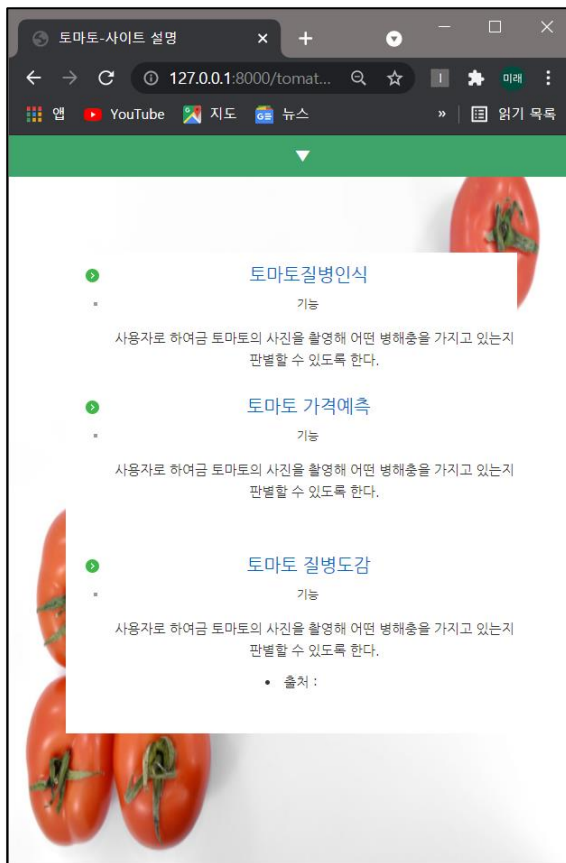 토마토-사이트 설명
127.0.0.1:8000/tomat...
미래
앱 YouTube 지도 GE 뉴스 » 읽기 목록
토마토질병인식
기능
사용자로 하여금 토마토의 사진을 촬영해 어떤 병해충을 가지고 있는지
판별할 수 있도록 한다.
토마토 가격예측
기능
사용자로 하여금 토마토의 사진을 촬영해 어떤 병해충을 가지고 있는지
판별할 수 있도록 한다.
토마토 질병도감
기능
사용자로 하여금 토마토의 사진을 촬영해 어떤 병해충을 가지고 있는지
판별할 수 있도록 한다.
• 출처 :